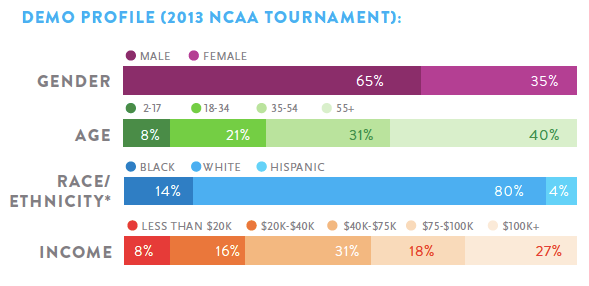 DEMO PROFILE (2013 NCAA TOURNAMENT):
MALE FEMALE
GENDER 65% 35%
2-17 18-34 35-54 55+
AGE 8% 21% 31% 40%
BLACK WHITE HISPANIC
RACE/
ETHNICITY* 14% 80% 4%
LESS THAN $20K $20K-$40K $40K-$75K $75-$100K $100K+
INCOME 8% 16% 31% 18% 27%